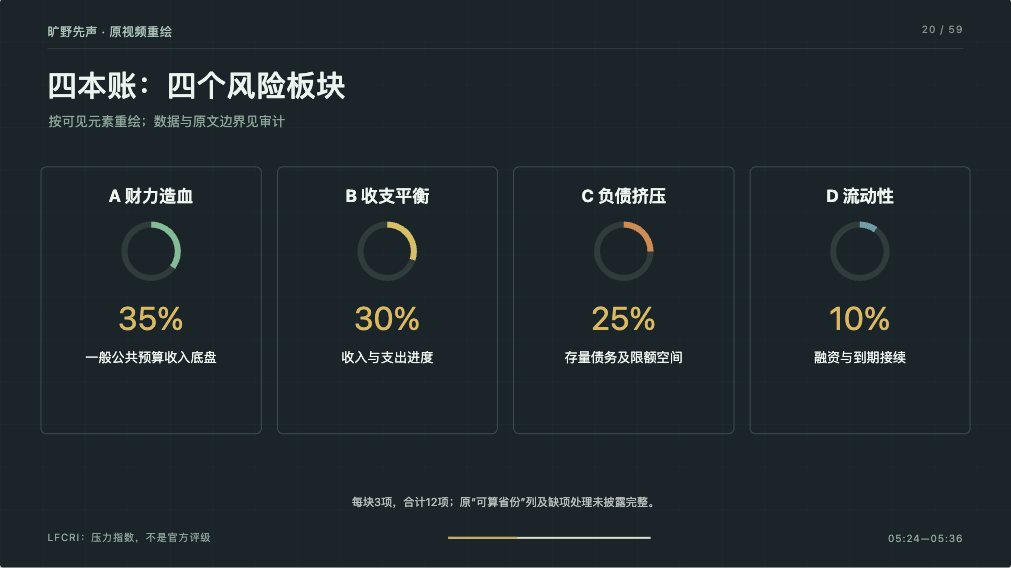 旷野先声 · 原视频重绘
20 / 59
四本账：四个风险板块
按可见元素重绘；数据与原文边界见审计
A 财力造血
35%
一般公共预算收入底盘
B 收支平衡
30%
收入与支出进度
C 负债挤压
25%
存量债务及限额空间
D 流动性
10%
融资与到期接续
每块3项，合计12项；原“可算省份”列及缺项处理未披露完整。
LFCRI：压力指数，不是官方评级
05:24—05:36